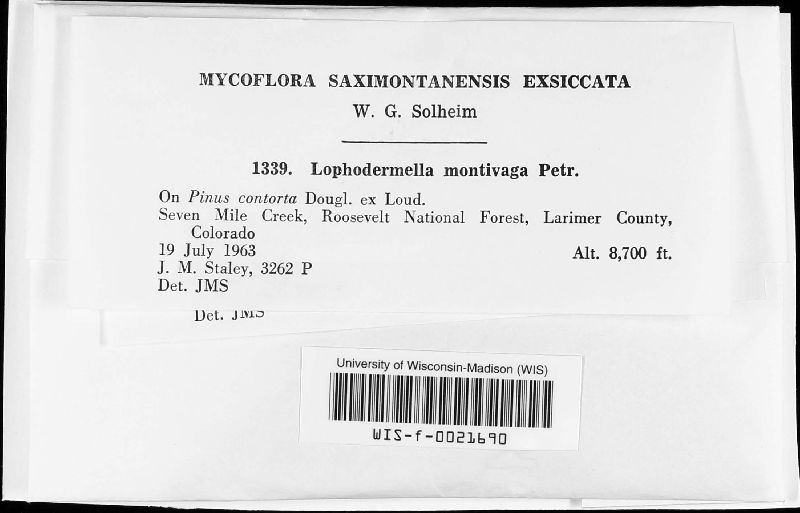 MYCOFLORA SAXIMONTANENSIS EXSICCATA
W. G. Solheim
1339. Lophodermella montivaga Petr.
On Pinus contorta Dougl. ex Loud.
Seven Mile Creek, Roosevelt National Forest, Larimer County,
Colorado
19 July 1963 Alt. 8,700 ft.
J. M. Staley, 3262 P
Det. JMS
Det. JMS
University of Wisconsin-Madison (WIS)
WIS-f-0021690